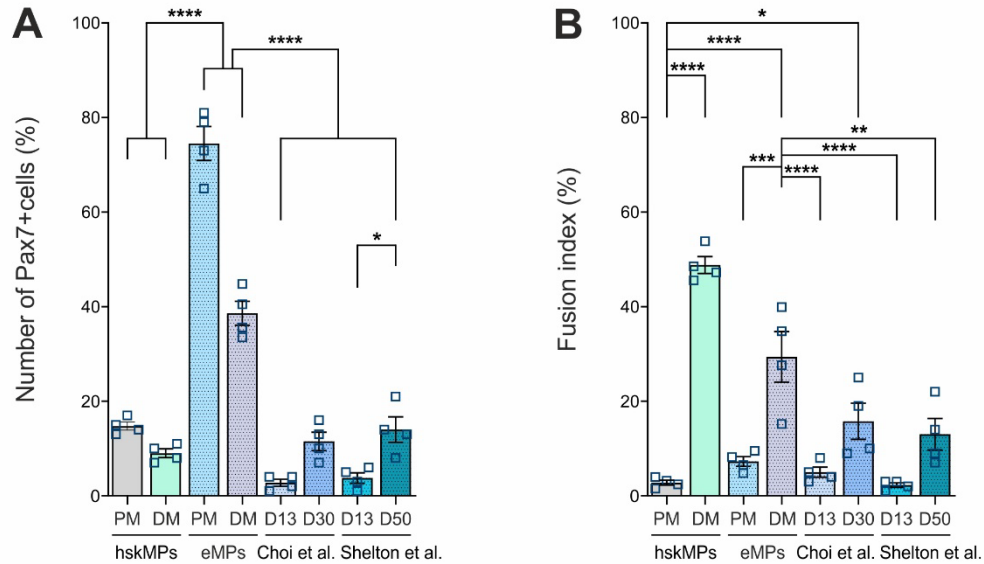 A
Number of Pax7+cells (%)
100
80
60
40
20
0
****
****
*
PM DM PM DM D13 D30 D13 D50
hskMPs eMPs Choi et al. Shelton et al.
B
Fusion index (%)
100
80
60
40
20
0
*
****
****
**
****
***
****
PM DM PM DM D13 D30 D13 D50
hskMPs eMPs Choi et al. Shelton et al.